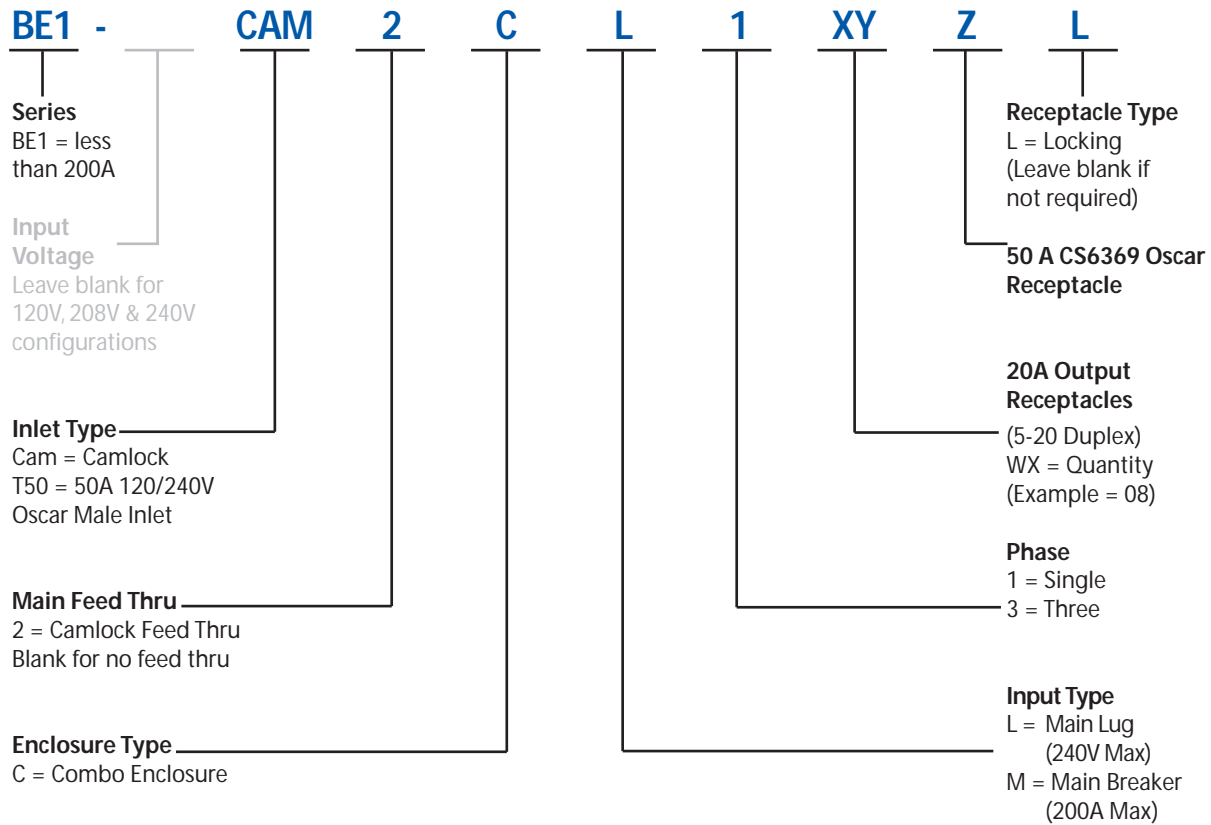 BE1 - CAM 2 C L 1 XY Z L
Series
BE1 = less
than 200A
Input
Voltage
Leave blank for
120V, 208V & 240V
configurations
Inlet Type
Cam = Camlock
T50 = 50A 120/240V
Oscar Male Inlet
Main Feed Thru
2 = Camlock Feed Thru
Blank for no feed thru
Enclosure Type
C = Combo Enclosure
Receptacle Type
L = Locking
(Leave blank if
not required)
50 A CS6369 Oscar
Receptacle
20A Output
Receptacles
(5-20 Duplex)
WX = Quantity
(Example = 08)
Phase
1 = Single
3 = Three
Input Type
L = Main Lug
(240V Max)
M = Main Breaker
(200A Max)